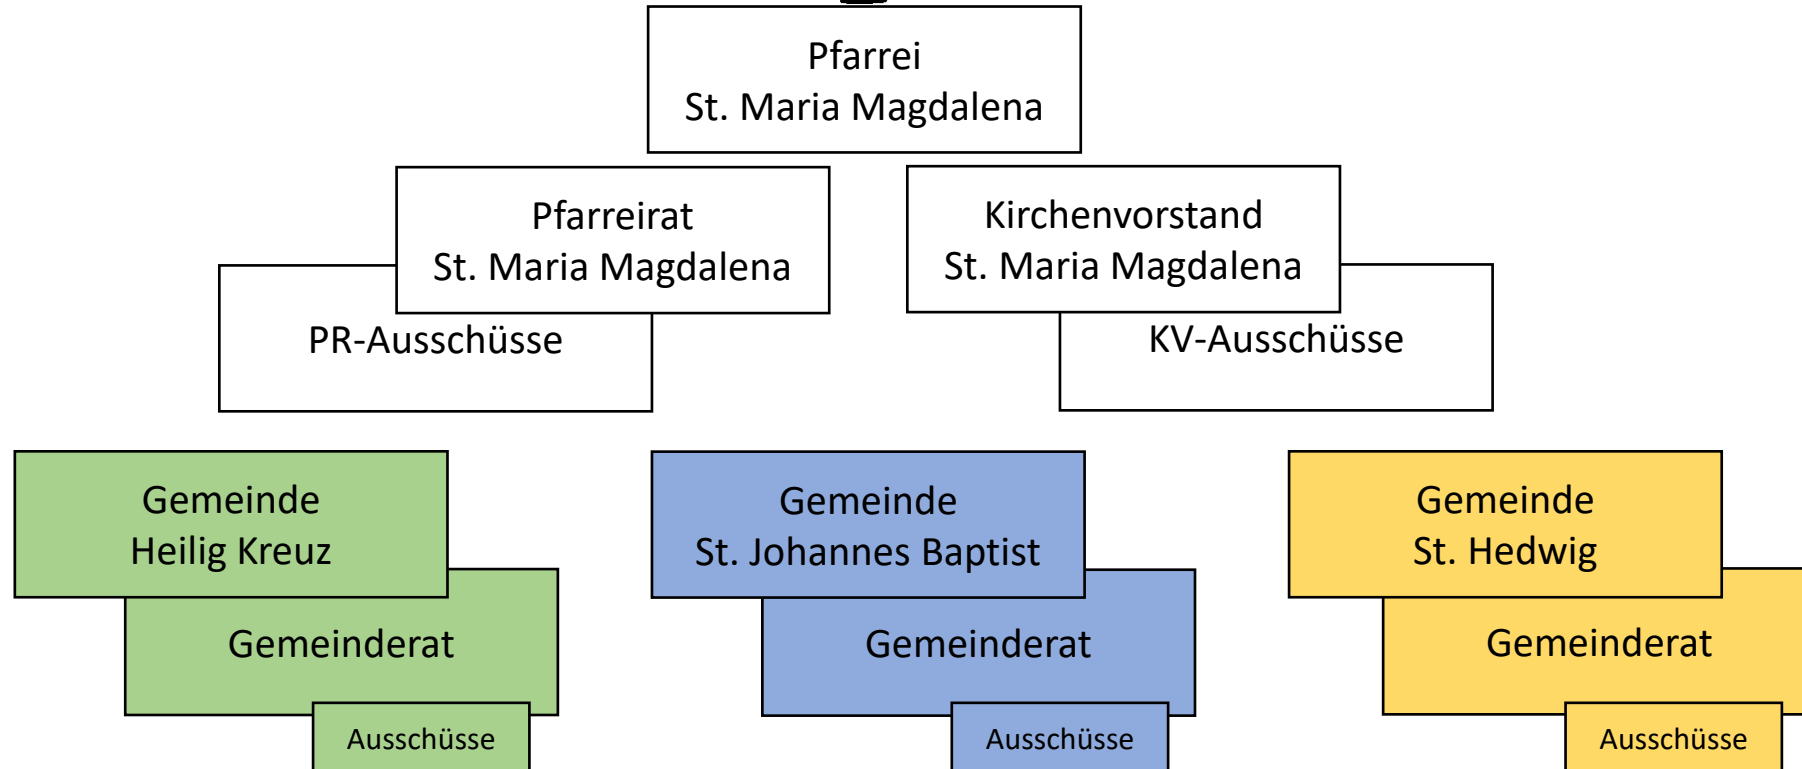 Pfarrei
St. Maria Magdalena
Pfarreirat
St. Maria Magdalena
Kirchenvorstand
St. Maria Magdalena
PR-Ausschüsse
KV-Ausschüsse
Gemeinde
Heilig Kreuz
Gemeinderat
Ausschüsse
Gemeinde
St. Johannes Baptist
Gemeinderat
Ausschüsse
Gemeinde
St. Hedwig
Gemeinderat
Ausschüsse